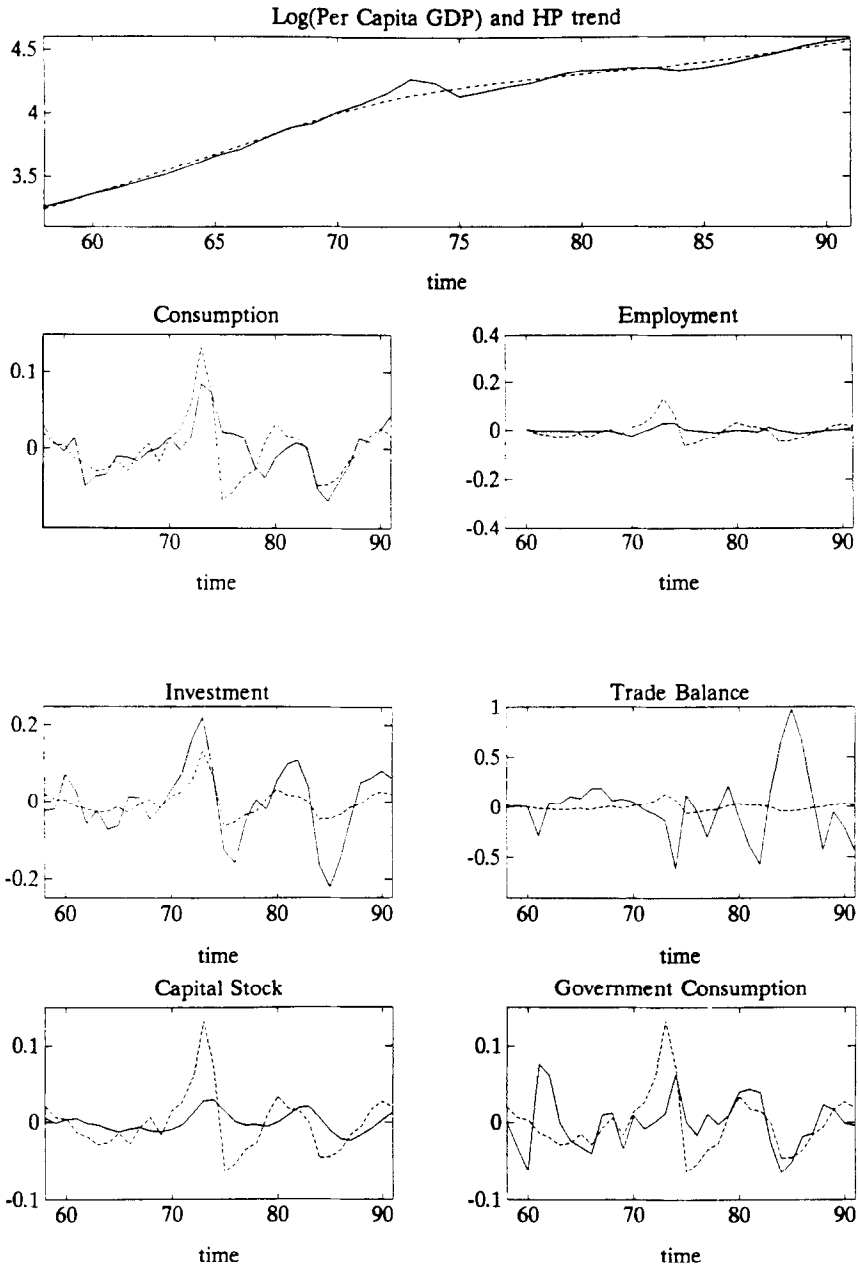 Log(Per Capita GDP) and HP trend
4.5
4
3.5
60 65 70 75 80 85 90
time
Consumption
0.1
0
70 80 90
time
Employment
0.4
0.2
0
-0.2
-0.4
60 70 80 90
time
Investment
0.2
0
-0.2
60 70 80 90
time
Trade Balance
1
0.5
0
-0.5
60 70 80 90
time
Capital Stock
0.1
0
-0.1
60 70 80 90
time
Government Consumption
0.1
0
-0.1
60 70 80 90
time